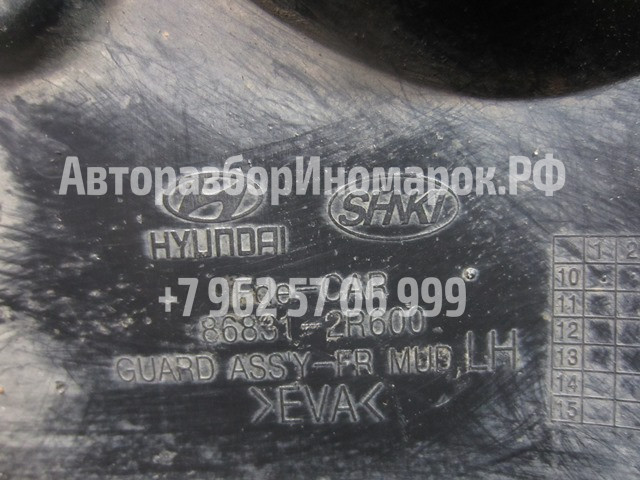 АвторазборИномарок.РФ
HYUNDAI SHKI
+7 962 57 06 999
86831-2R600
GUARD ASS'Y-FR MUD, LH
>EVA<
1 2
10
11
12
13
14
15